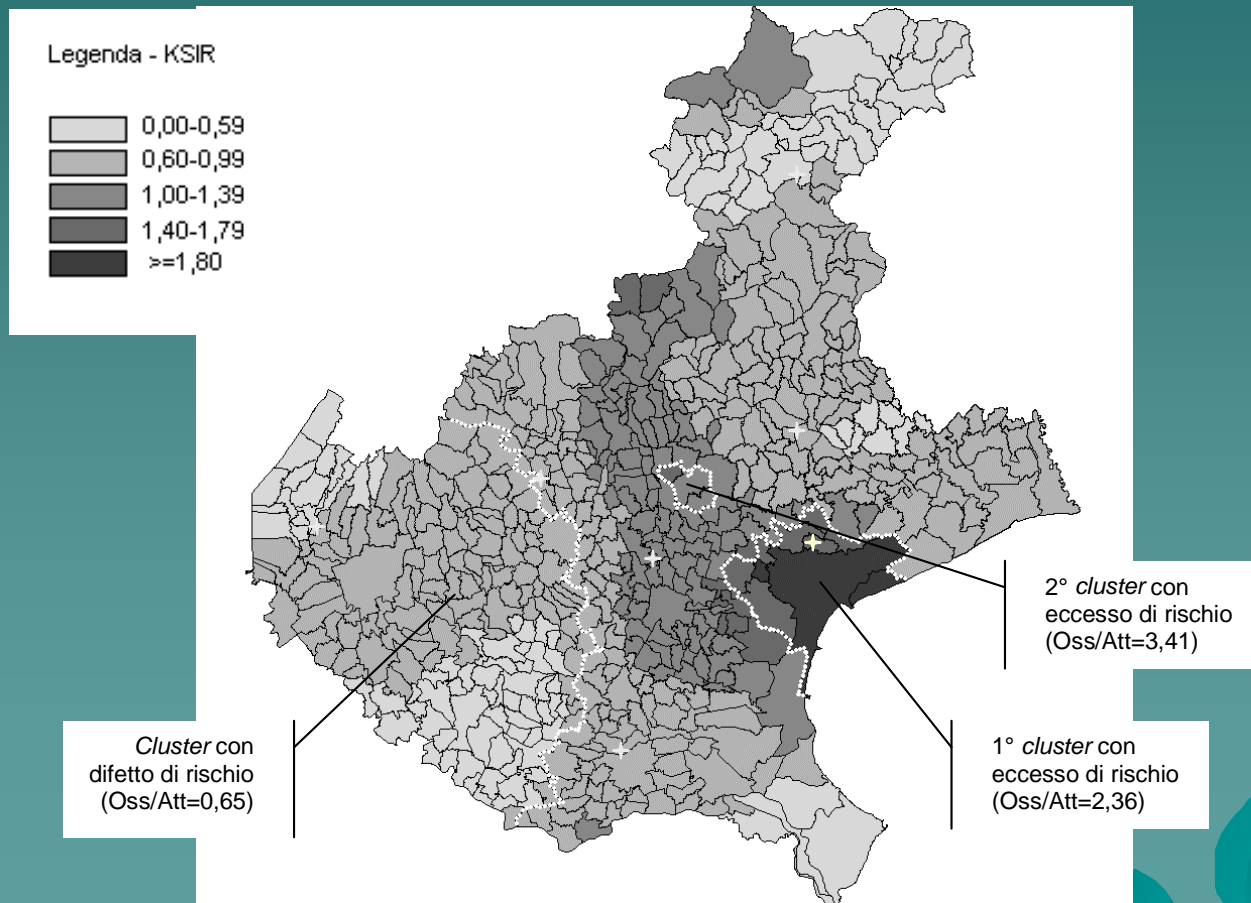 Legenda - KSIR
0,00-0,59
0,60-0,99
1,00-1,39
1,40-1,79
>=1,80
2° cluster con
eccesso di rischio
(Oss/Att=3,41)
Cluster con
difetto di rischio
(Oss/Att=0,65)
1° cluster con
eccesso di rischio
(Oss/Att=2,36)